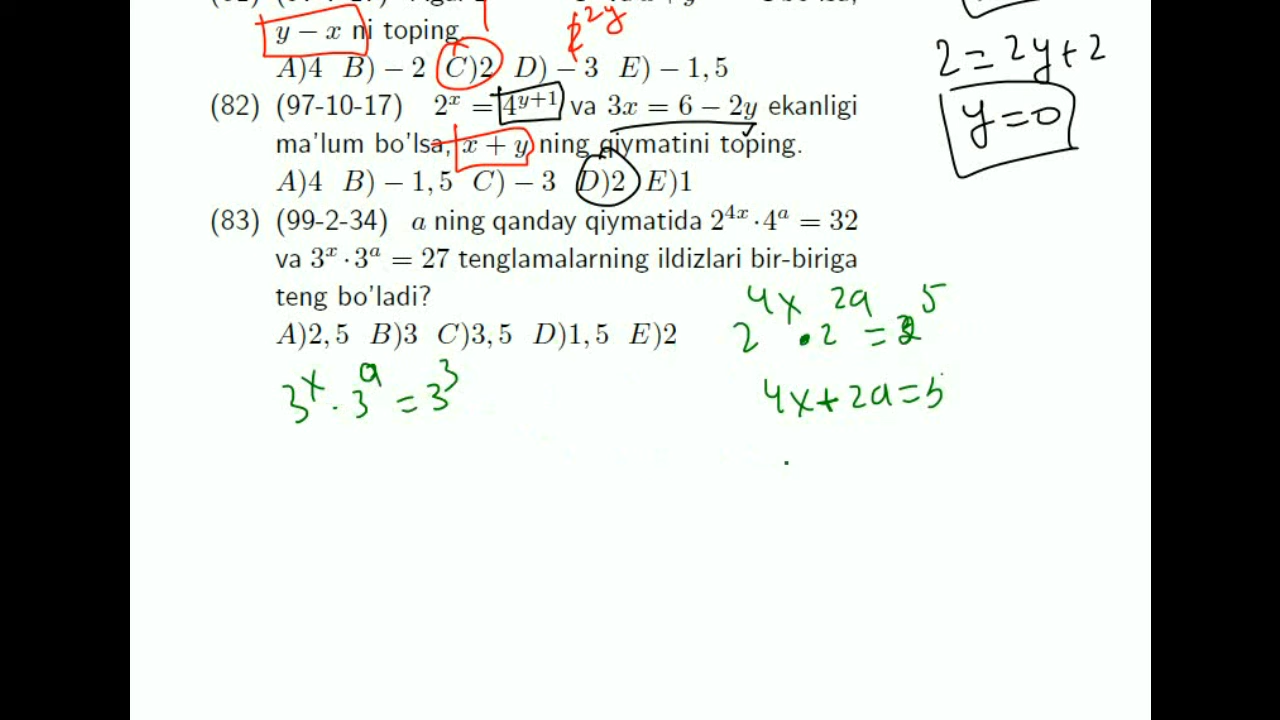 2y
y − x ni toping.
2 = 2y + 2
A)4 B) − 2 C)2 D) − 3 E) − 1, 5
(82) (97-10-17) 2^x = 4^{y+1} va 3x = 6 − 2y ekanligi
y = 0
ma'lum bo'lsa, x + y ning qiymatini toping.
A)4 B) − 1, 5 C) − 3 D)2 E)1
(83) (99-2-34) a ning qanday qiymatida 2^{4x} · 4^a = 32
va 3^x · 3^a = 27 tenglamalarning ildizlari bir-biriga
teng bo'ladi?
A)2, 5 B)3 C)3, 5 D)1, 5 E)2
2^{4x} · 2^{2a} = 2^5
3^x · 3^a = 3^3
4x + 2a = 5